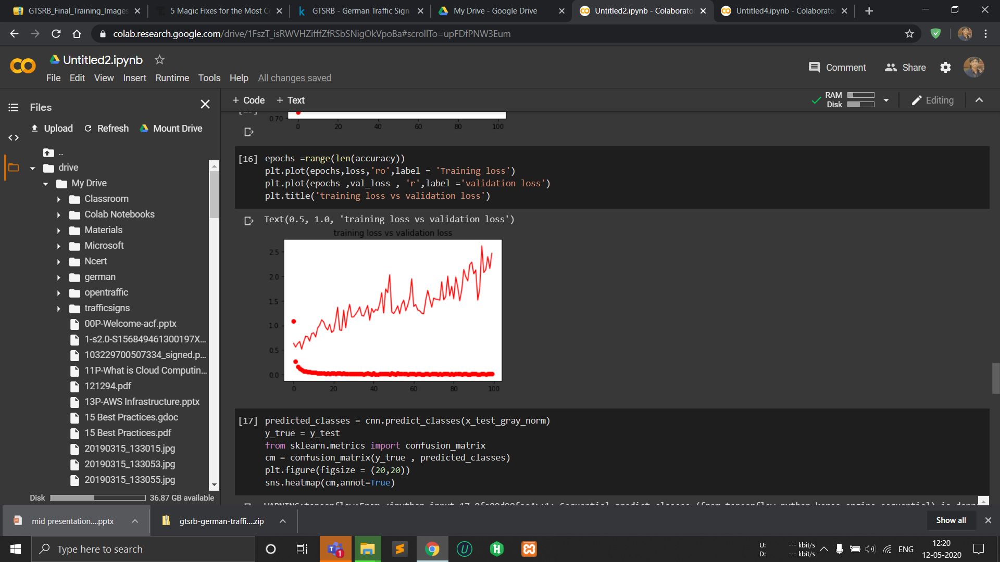 GTSRB_Final_Training_Images
5 Magic Fixes for the Most Co
GTSRB - German Traffic Sign
My Drive - Google Drive
Untitled2.ipynb - Colaborato
Untitled4.ipynb - Colaborato
colab.research.google.com/drive/1FszT_isRWVHZifffZfRSbSNigOkVpoBa#scrollTo=upFDfPNW3Eum
Untitled2.ipynb
File Edit View Insert Runtime Tools Help All changes saved
Comment
Share
Files
+ Code + Text
RAM
Disk
Editing
Upload Refresh Mount Drive
..
drive
My Drive
Classroom
Colab Notebooks
Materials
Microsoft
Ncert
german
opentraffic
trafficsigns
00P-Welcome-acf.pptx
1-s2.0-S156849461300197X...
103229700507334_signed.p...
11P-What is Cloud Computin...
121294.pdf
13P-AWS Infrastructure.pptx
15 Best Practices.gdoc
15 Best Practices.pdf
20190315_133015.jpg
20190315_133053.jpg
20190315_133055.jpg
Disk 36.87 GB available
0.70
0 20 40 60 80 100
[16] epochs =range(len(accuracy))
plt.plot(epochs,loss,'ro',label = 'Training loss')
plt.plot(epochs ,val_loss , 'r',label ='validation loss')
plt.title('training loss vs validation loss')
Text(0.5, 1.0, 'training loss vs validation loss')
training loss vs validation loss
2.5
2.0
1.5
1.0
0.5
0.0
0 20 40 60 80 100
[17] predicted_classes = cnn.predict_classes(x_test_gray_norm)
y_true = y_test
from sklearn.metrics import confusion_matrix
cm = confusion_matrix(y_true , predicted_classes)
plt.figure(figsize = (20,20))
sns.heatmap(cm,annot=True)
mid presentation....pptx
gtsrb-german-traffi....zip
Show all
Type here to search
1
U: --- kbit/s
D: --- kbit/s
ENG
12:20
12-05-2020